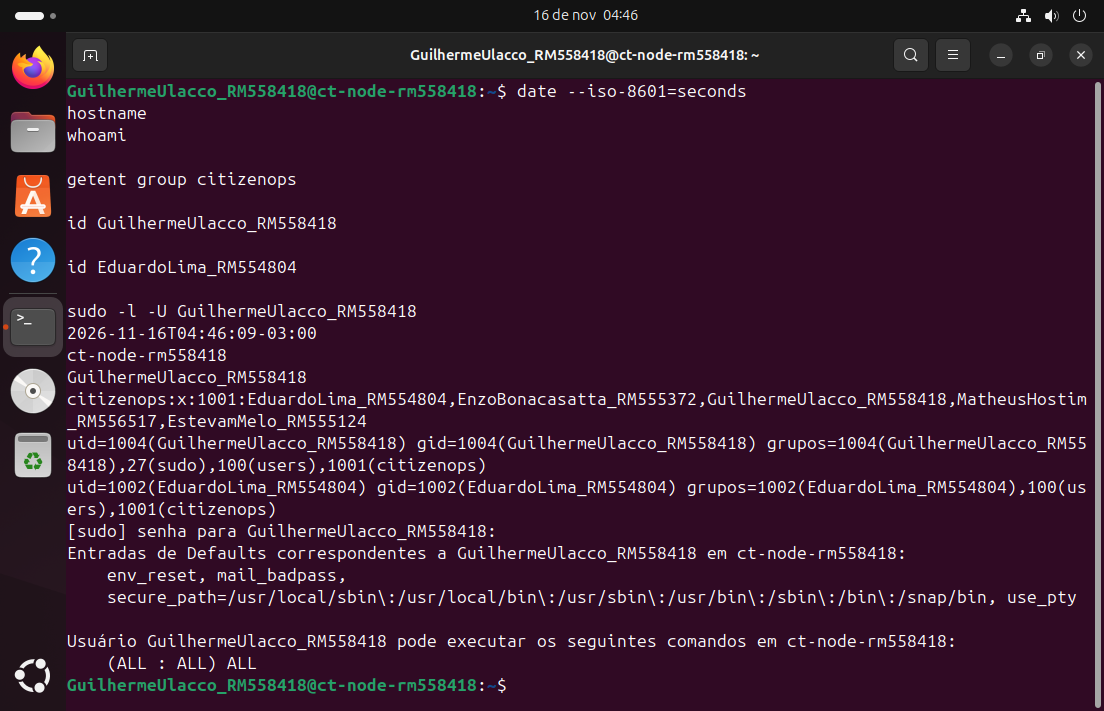 16 de nov 04:46
GuilhermeUlacco_RM558418@ct-node-rm558418: ~
GuilhermeUlacco_RM558418@ct-node-rm558418:~$ date --iso-8601=seconds
hostname
whoami
getent group citizenops
id GuilhermeUlacco_RM558418
id EduardoLima_RM554804
sudo -l -U GuilhermeUlacco_RM558418
2026-11-16T04:46:09-03:00
ct-node-rm558418
GuilhermeUlacco_RM558418
citizenops:x:1001:EduardoLima_RM554804,EnzoBonacasatta_RM555372,GuilhermeUlacco_RM558418,MatheusHostim
_RM556517,EstevamMelo_RM555124
uid=1004(GuilhermeUlacco_RM558418) gid=1004(GuilhermeUlacco_RM558418) grupos=1004(GuilhermeUlacco_RM55
8418),27(sudo),100(users),1001(citizenops)
uid=1002(EduardoLima_RM554804) gid=1002(EduardoLima_RM554804) grupos=1002(EduardoLima_RM554804),100(us
ers),1001(citizenops)
[sudo] senha para GuilhermeUlacco_RM558418:
Entradas de Defaults correspondentes a GuilhermeUlacco_RM558418 em ct-node-rm558418:
    env_reset, mail_badpass,
    secure_path=/usr/local/sbin\:/usr/local/bin\:/usr/sbin\:/usr/bin\:/sbin\:/bin\:/snap/bin, use_pty
Usuário GuilhermeUlacco_RM558418 pode executar os seguintes comandos em ct-node-rm558418:
    (ALL : ALL) ALL
GuilhermeUlacco_RM558418@ct-node-rm558418:~$